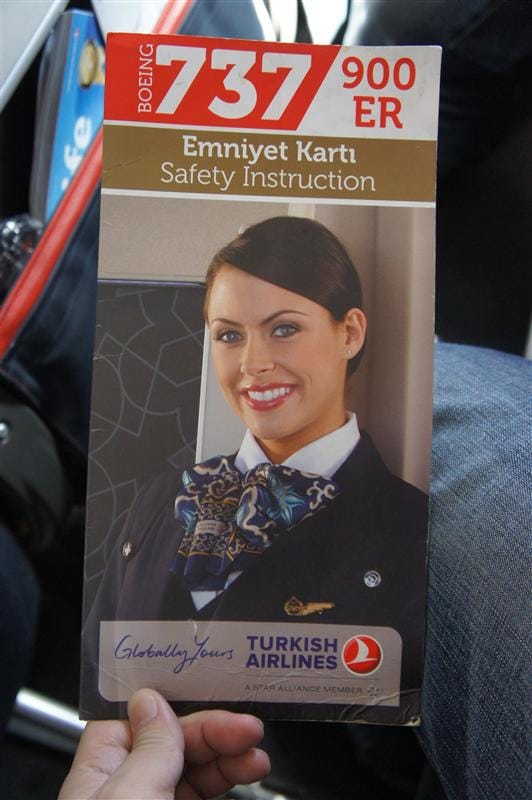 BOEING
737
900
ER
Emniyet Kartı
Safety Instruction
Globally Yours
TURKISH
AIRLINES
A STAR ALLIANCE MEMBER